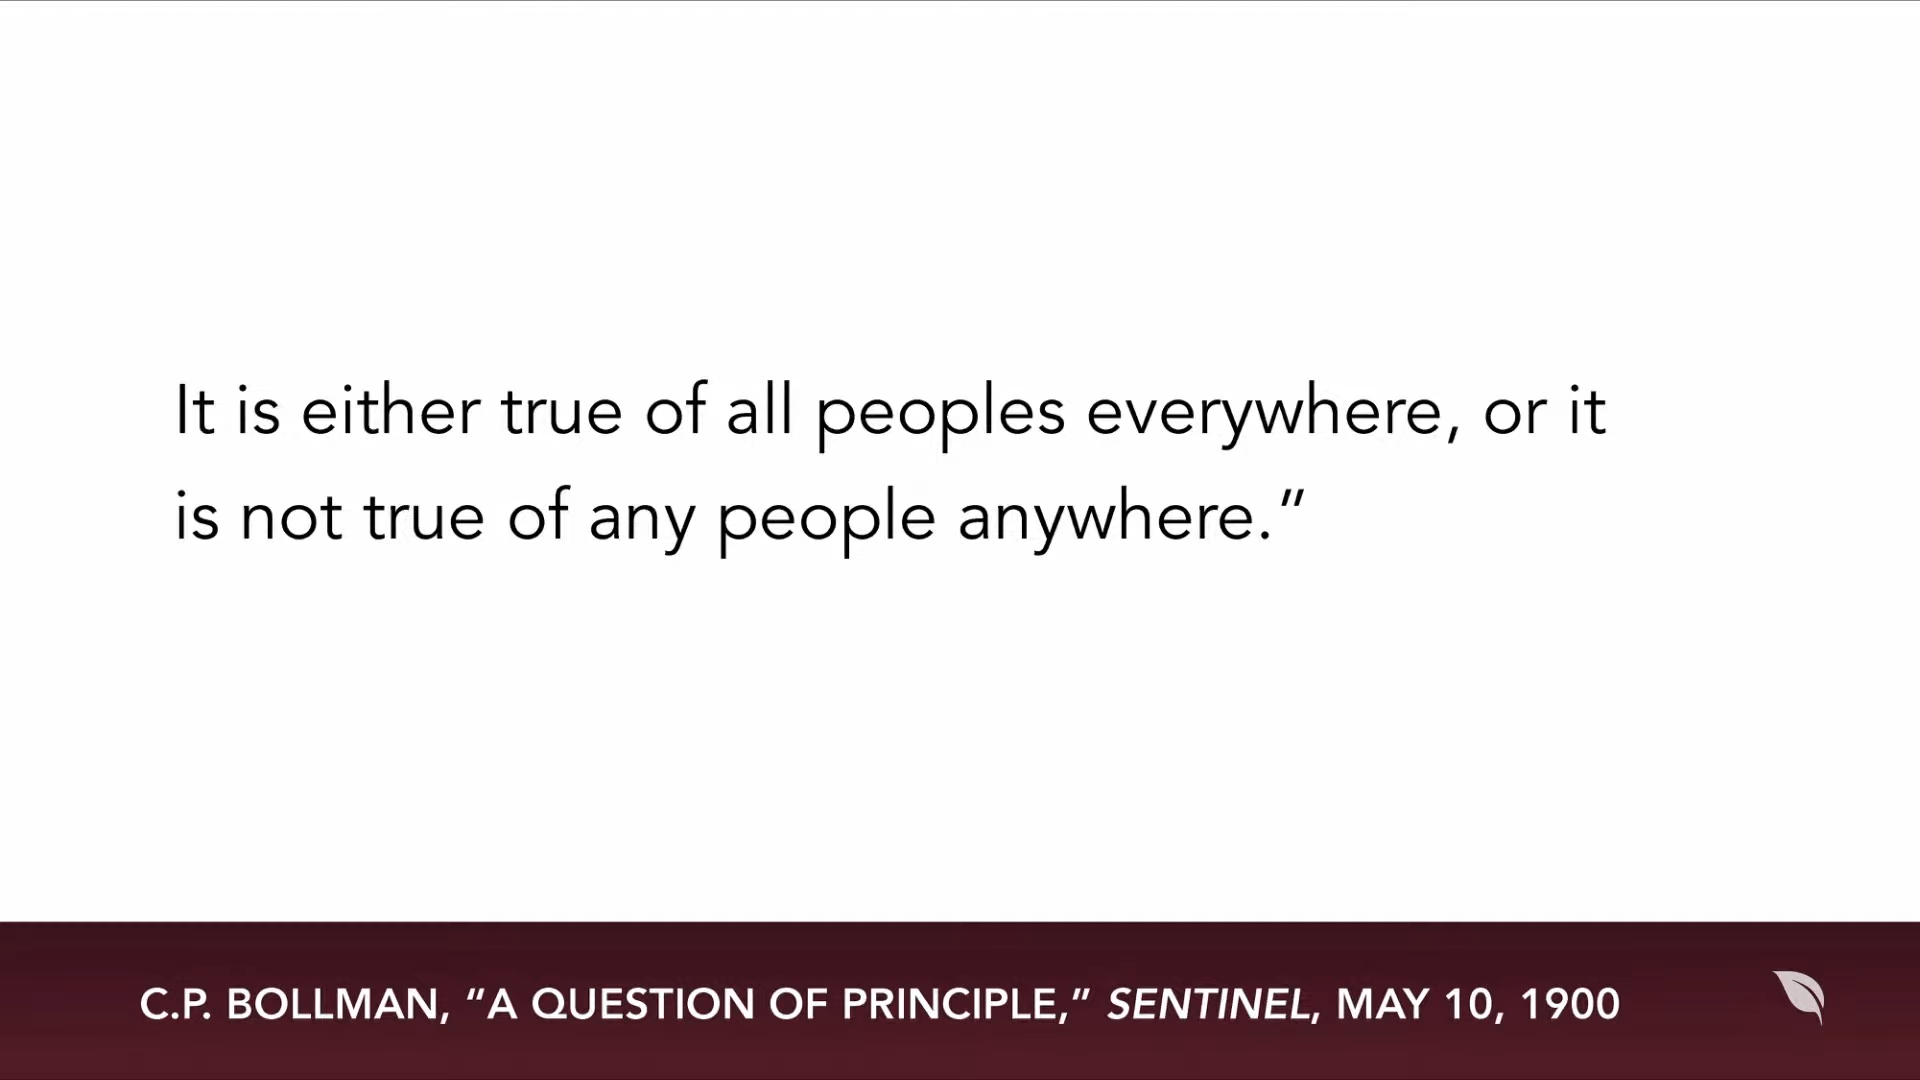 It is either true of all peoples everywhere, or it
is not true of any people anywhere.”
C.P. BOLLMAN, “A QUESTION OF PRINCIPLE,” SENTINEL, MAY 10, 1900